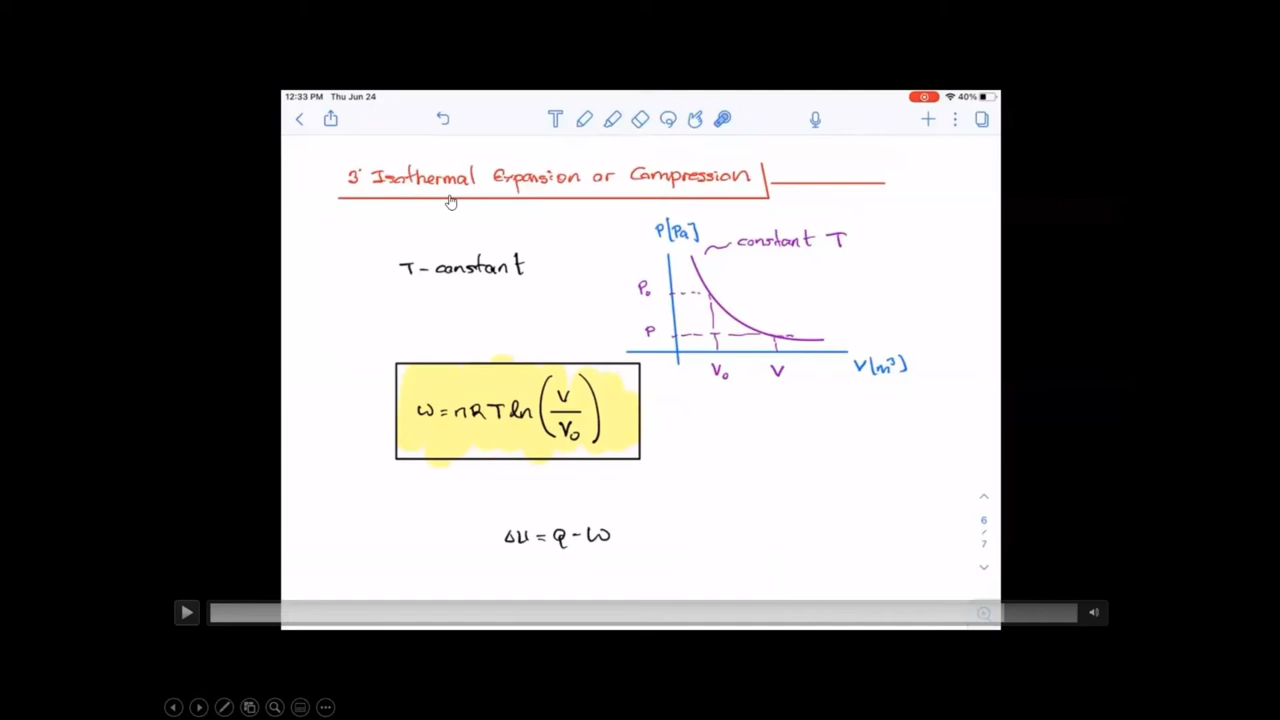 12:33 PM Thu Jun 24
40%
3. Isothermal Expansion or Compression
P[Pa]
constant T
T - constant
P₀
P
V₀ V
V[m³]
W = nRT ln (V/V₀)
6
/
7
ΔU = Q - W